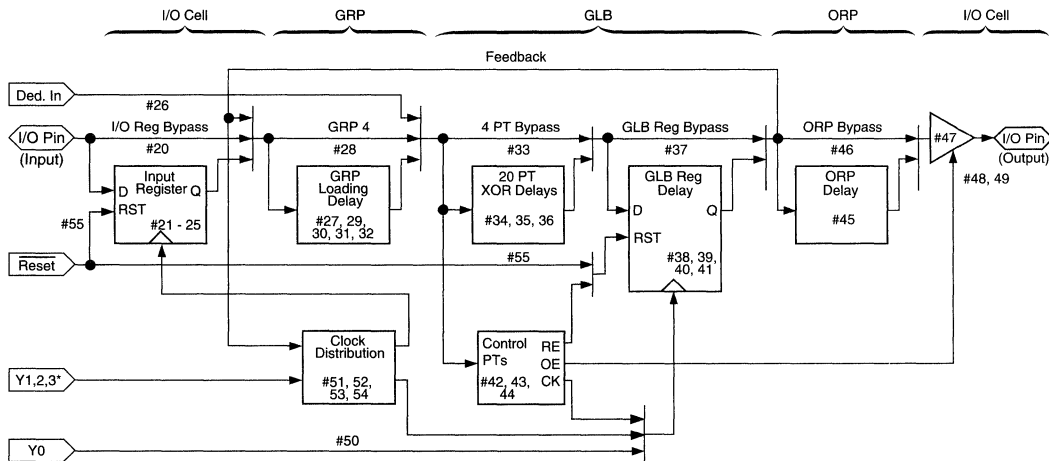 I/O Cell GRP GLB ORP I/O Cell
Feedback
Ded. In
#26
I/O Pin
(Input)
I/O Reg Bypass
#20
GRP 4
#28
4 PT Bypass
#33
GLB Reg Bypass
#37
ORP Bypass
#46
#47
I/O Pin
(Output)
#48, 49
Input
Register
D Q
RST
#21 - 25
#55
GRP
Loading
Delay
#27, 29,
30, 31, 32
20 PT
XOR Delays
#34, 35, 36
GLB Reg
Delay
D Q
RST
#38, 39,
40, 41
ORP
Delay
#45
Reset
#55
Clock
Distribution
#51, 52,
53, 54
Control
PTs
#42, 43,
44
RE
OE
CK
Y1,2,3*
Y0
#50